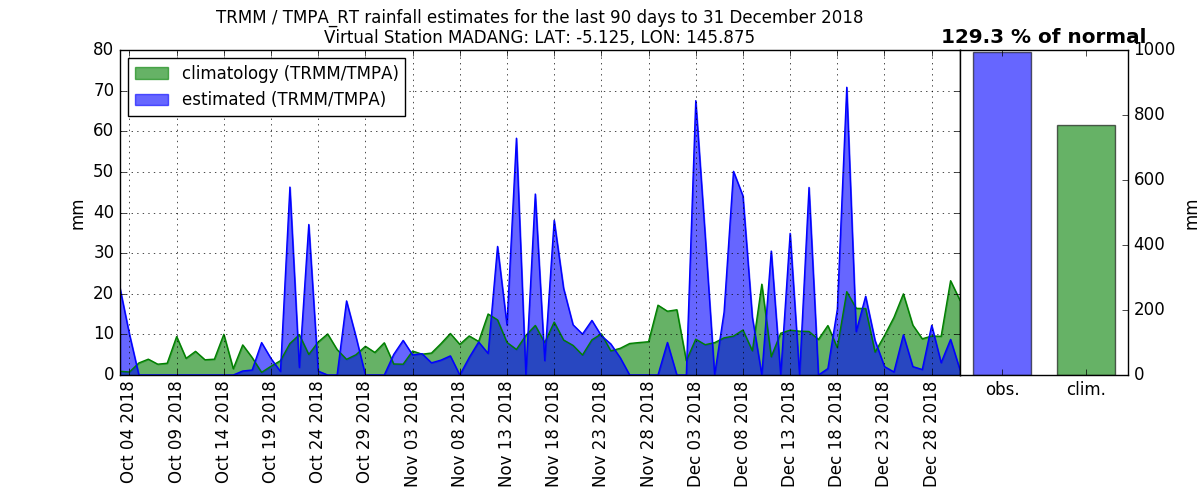 TRMM / TMPA_RT rainfall estimates for the last 90 days to 31 December 2018
Virtual Station MADANG: LAT: -5.125, LON: 145.875
129.3 % of normal
climatology (TRMM/TMPA)
estimated (TRMM/TMPA)
mm
80
70
60
50
40
30
20
10
0
1000
800
600
400
200
0
mm
obs.
clim.
Oct 04 2018
Oct 09 2018
Oct 14 2018
Oct 19 2018
Oct 24 2018
Oct 29 2018
Nov 03 2018
Nov 08 2018
Nov 13 2018
Nov 18 2018
Nov 23 2018
Nov 28 2018
Dec 03 2018
Dec 08 2018
Dec 13 2018
Dec 18 2018
Dec 23 2018
Dec 28 2018